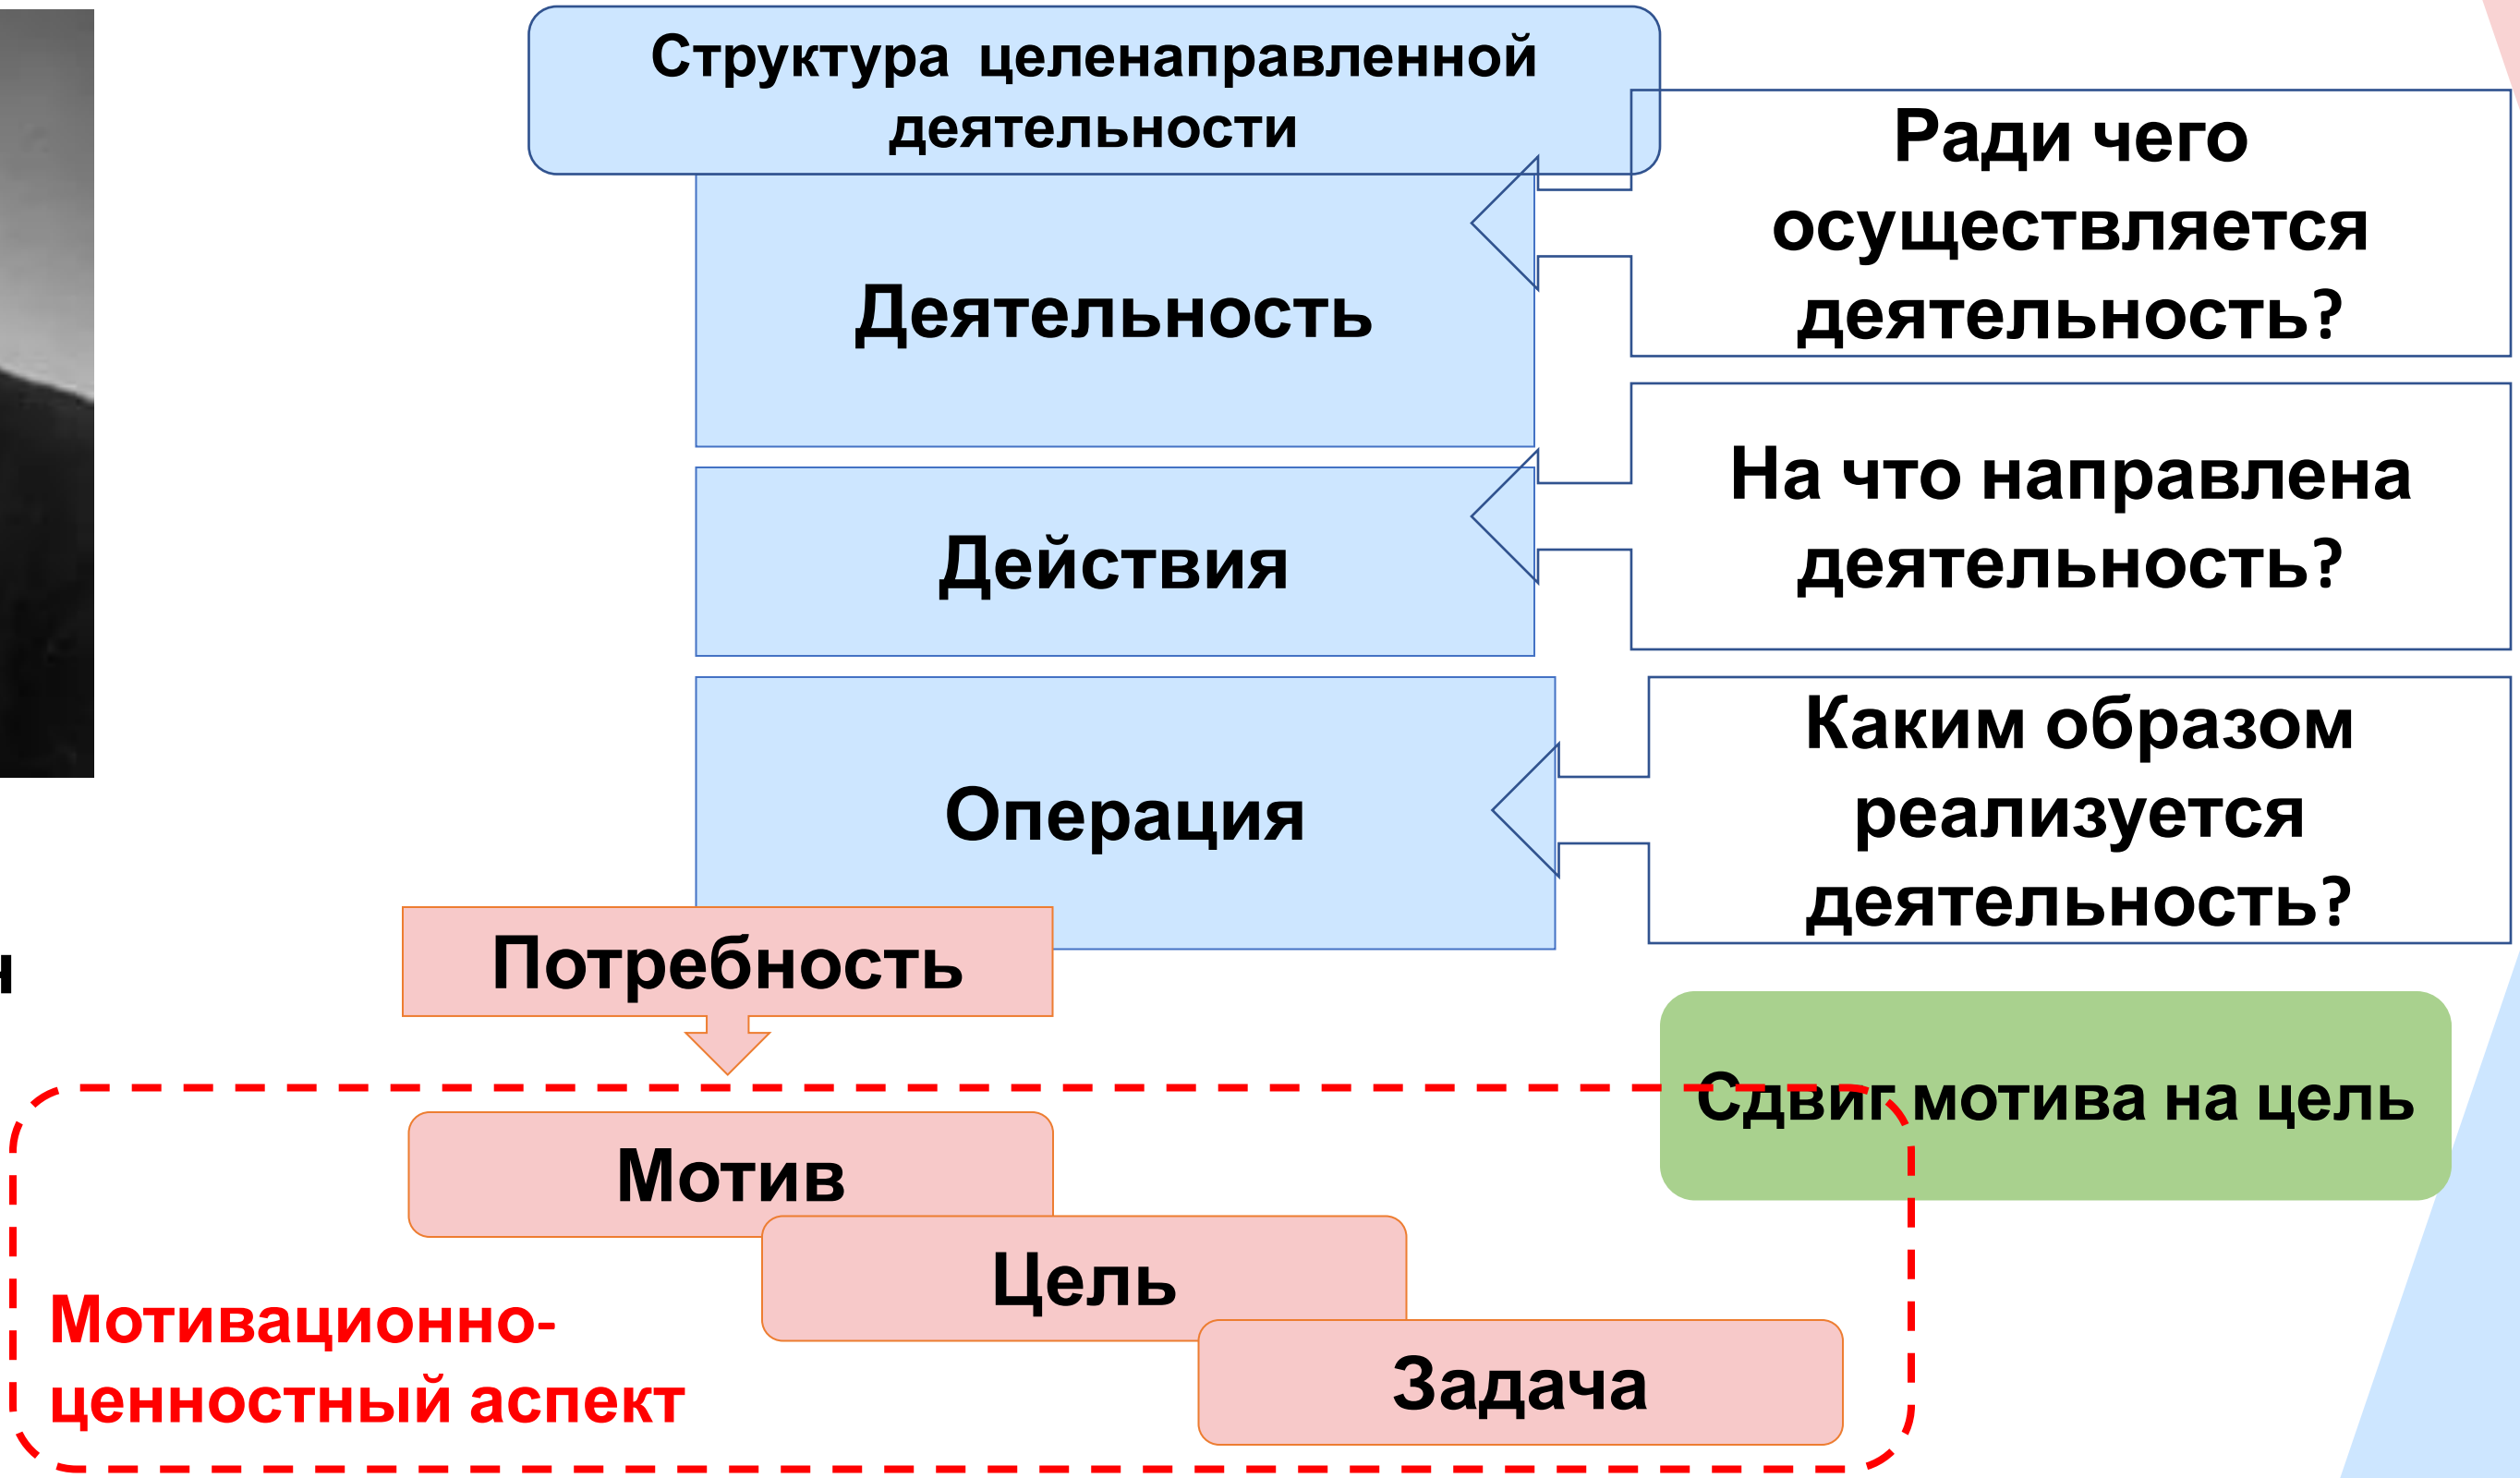 Структура целенаправленной
деятельности
Ради чего
осуществляется
деятельность?
Деятельность
На что направлена
деятельность?
Действия
Каким образом
реализуется
деятельность?
Операция
Потребность
Сдвиг мотива на цель
Мотив
Цель
Задача
Мотивационно-
ценностный аспект